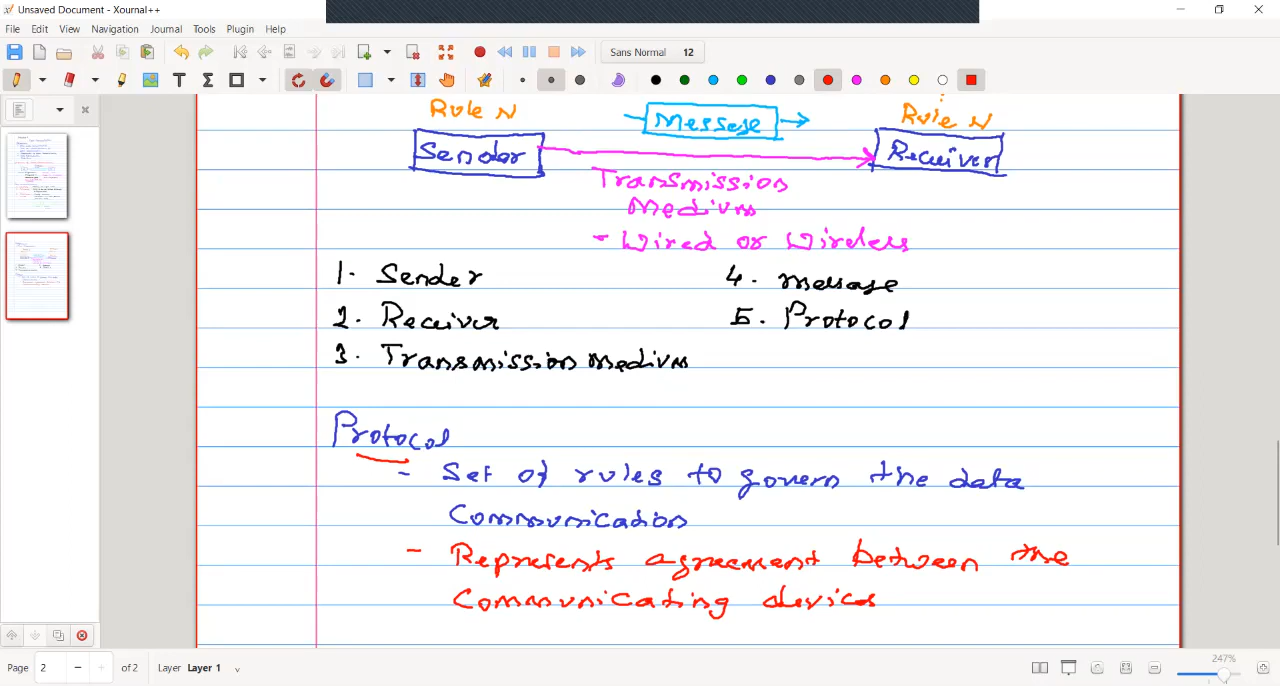 Unsaved Document - Xournal++
File Edit View Navigation Journal Tools Plugin Help
Sans Normal 12
Rule N
Message
Rule N
Sender
Receiver
Transmission
Medium
- Wired or Wireless
1. Sender
2. Receiver
3. Transmission Medium
4. Message
5. Protocol
Protocol
- Set of rules to govern the data
Communication
- Represents agreement between the
Communicating devices
Page 2 of 2 Layer Layer 1
247%